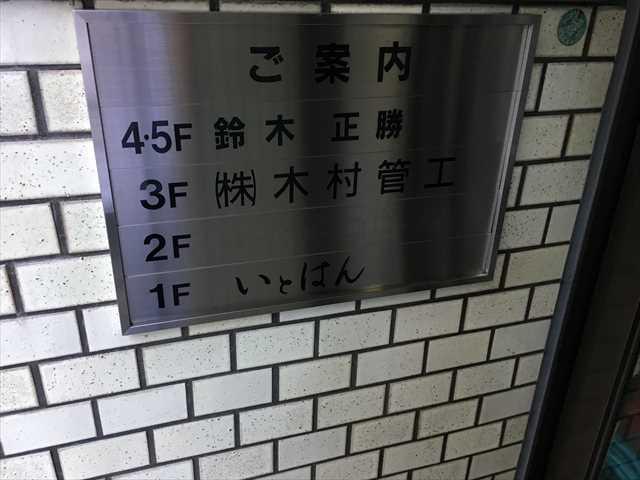 ご案内
4・5F 鈴木 正勝
3F ㈱木村管工
2F
1F いとはん